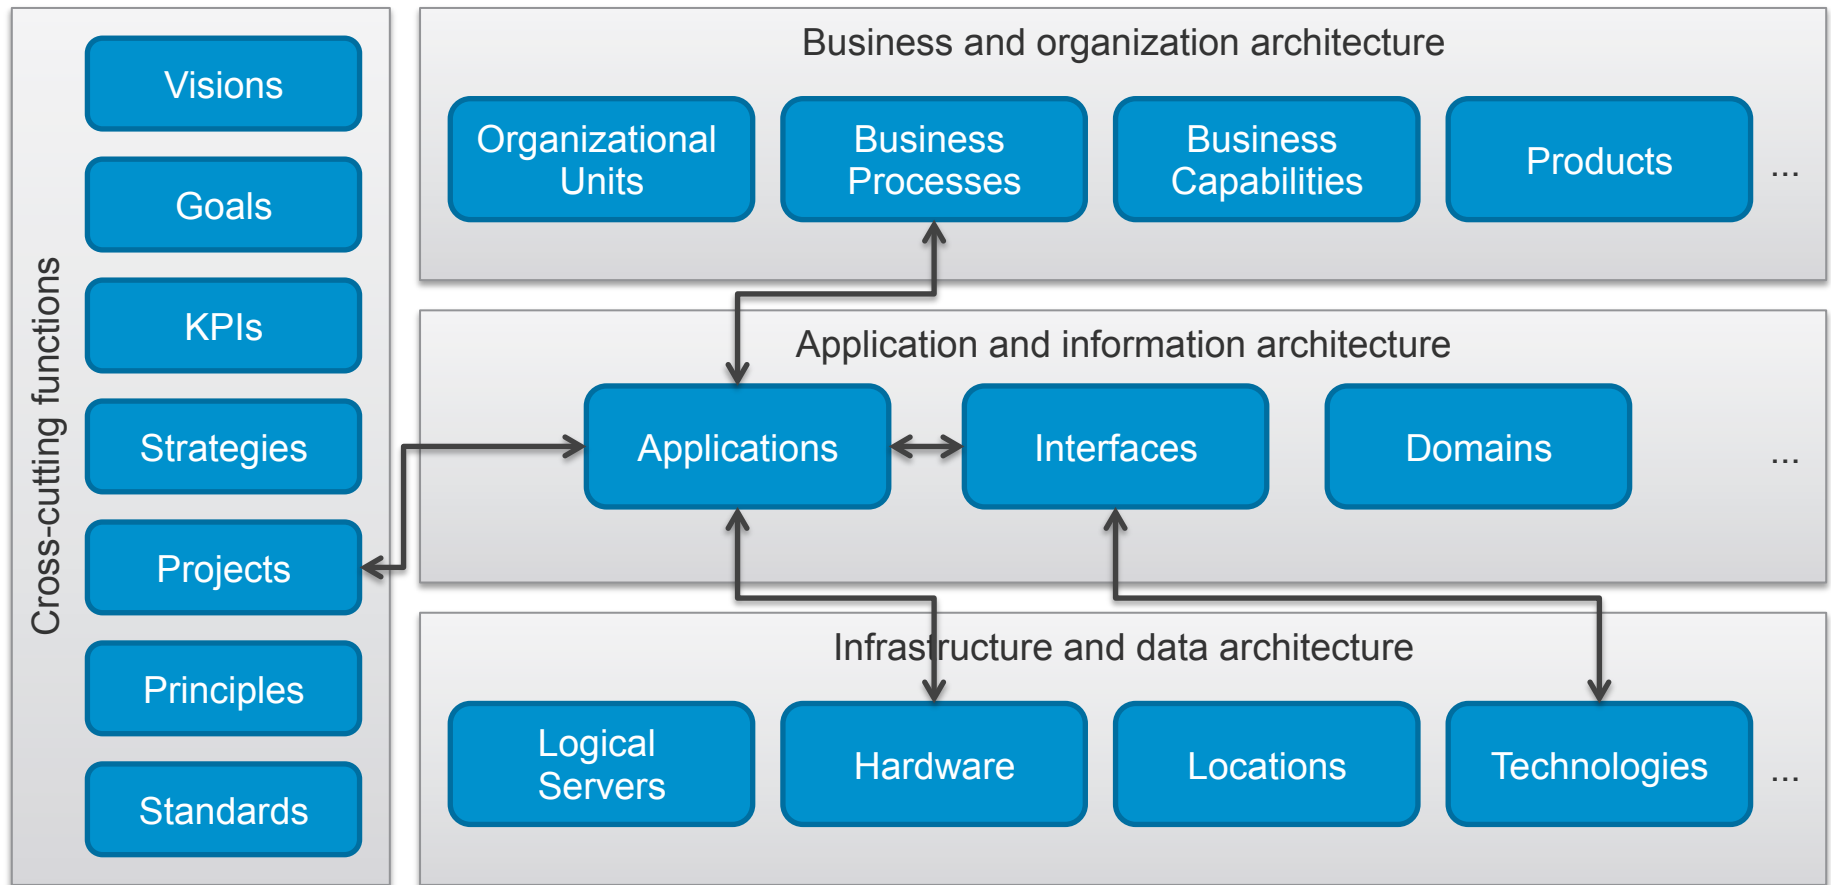 Cross-cutting functions
Visions
Goals
KPIs
Strategies
Projects
Principles
Standards
Business and organization architecture
Organizational
Units
Business
Processes
Business
Capabilities
Products
...
Application and information architecture
Applications
Interfaces
Domains
...
Infrastructure and data architecture
Logical
Servers
Hardware
Locations
Technologies
...